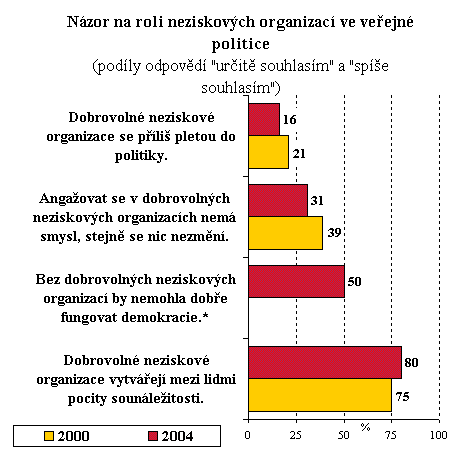 Názor na roli neziskových organizací ve veřejné
politice
(podíly odpovědí "určitě souhlasím" a "spíše
souhlasím")
Dobrovolné neziskové
organizace se příliš pletou do
politiky.
16
21
Angažovat se v dobrovolných
neziskových organizacích nemá
smysl, stejně se nic nezmění.
31
39
Bez dobrovolných neziskových
organizací by nemohla dobře
fungovat demokracie.*
50
Dobrovolné neziskové
organizace vytvářejí mezi lidmi
pocity sounáležitosti.
80
75
0 25 50 75 100
%
2000 2004